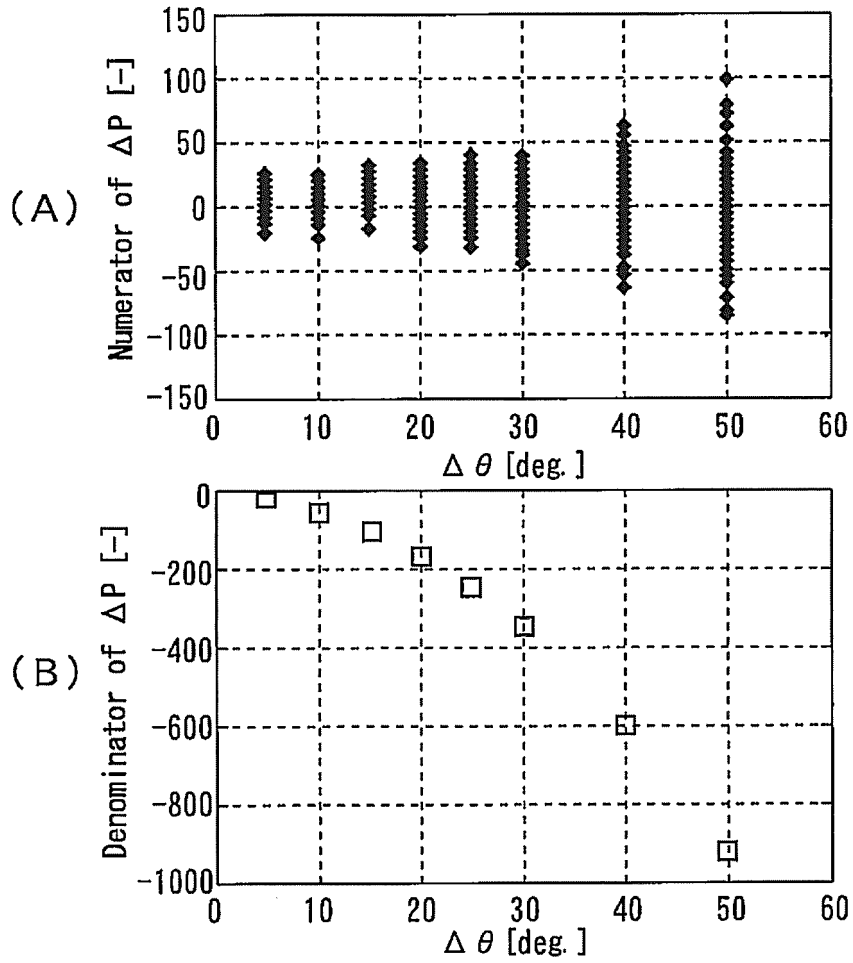 (A)
Numerator of ΔP [-]
150
100
50
0
-50
-100
-150
0 10 20 30 40 50 60
Δ θ [deg.]
(B)
Denominator of ΔP [-]
0
-200
-400
-600
-800
-1000
0 10 20 30 40 50 60
Δ θ [deg.]